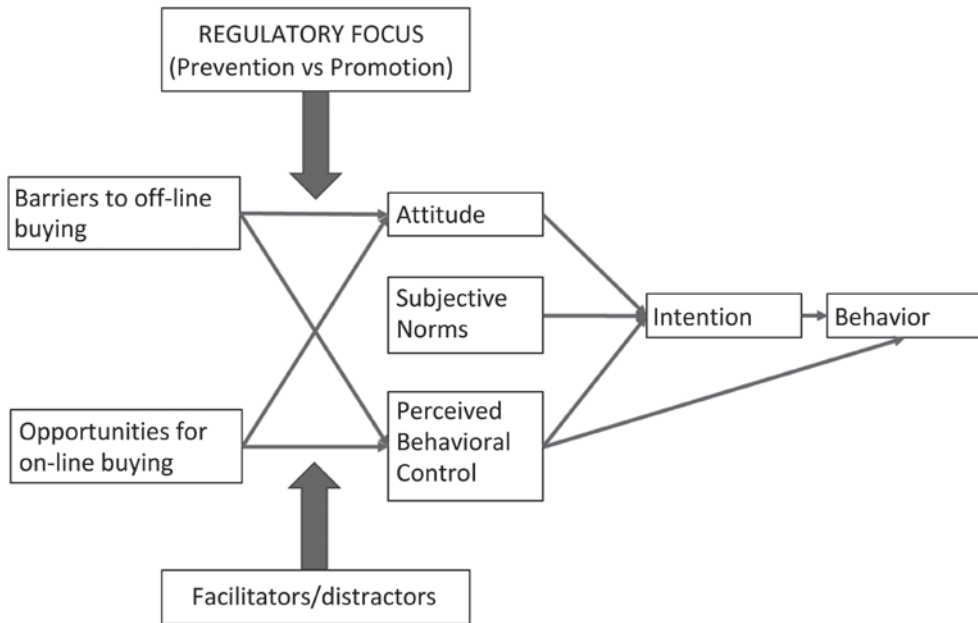 REGULATORY FOCUS
(Prevention vs Promotion)
Barriers to off-line
buying
Attitude
Subjective
Norms
Intention
Behavior
Opportunities for
on-line buying
Perceived
Behavioral
Control
Facilitators/distractors